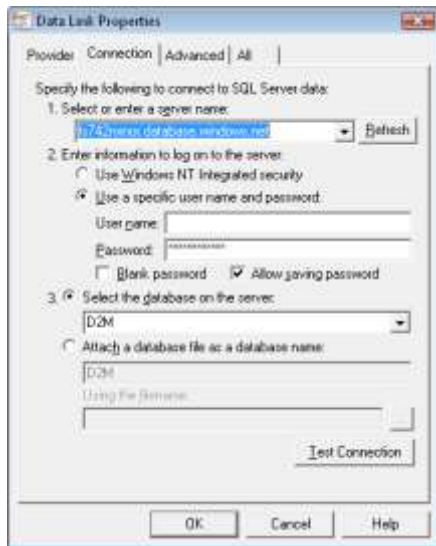 Data Link Properties
Provider Connection Advanced All
Specify the following to connect to SQL Server data:
1. Select or enter a server name:
.database.windows.net Refresh
2. Enter information to log on to the server:
Use Windows NT Integrated security
Use a specific user name and password:
User name:
Password: ************
Blank password Allow saving password
3. Select the database on the server:
D2M
Attach a database file as a database name:
D2M
Using the filename:
Test Connection
OK Cancel Help